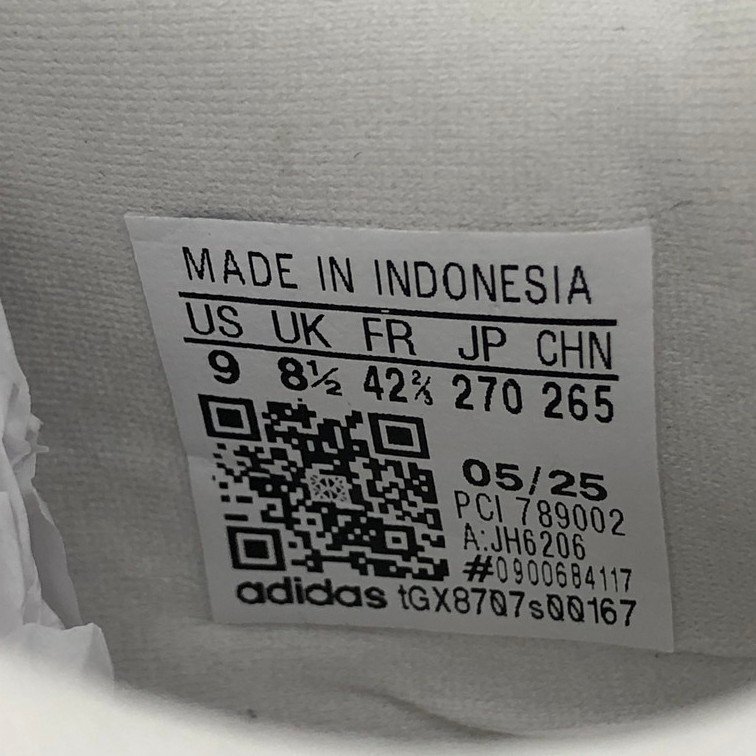 MADE IN INDONESIA
US UK FR JP CHN
9 8½ 42⅔ 270 265
05/25
PCI 789002
A:JH6206
#0900684117
adidas tGX8707s00167